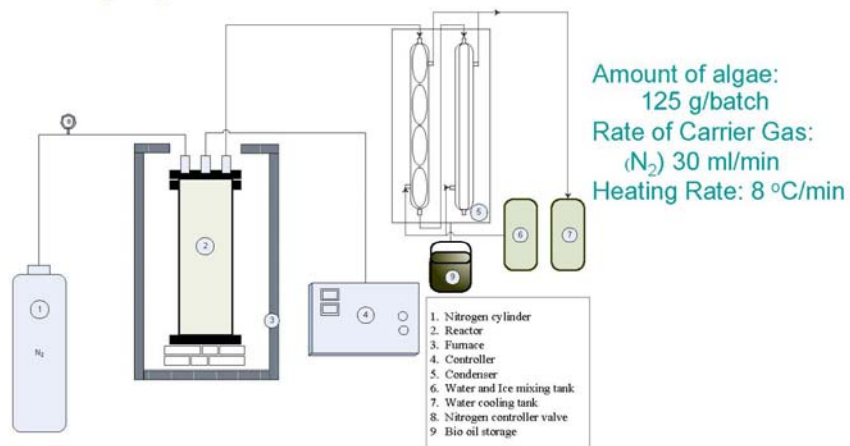 Amount of algae:
125 g/batch
Rate of Carrier Gas:
(N₂) 30 ml/min
Heating Rate: 8 °C/min
8
1
N₂
2
3
4
5
6
7
9
1. Nitrogen cylinder
2. Reactor
3. Furnace
4. Controller
5. Condenser
6. Water and Ice mixing tank
7. Water cooling tank
8. Nitrogen controller valve
9 Bio oil storage